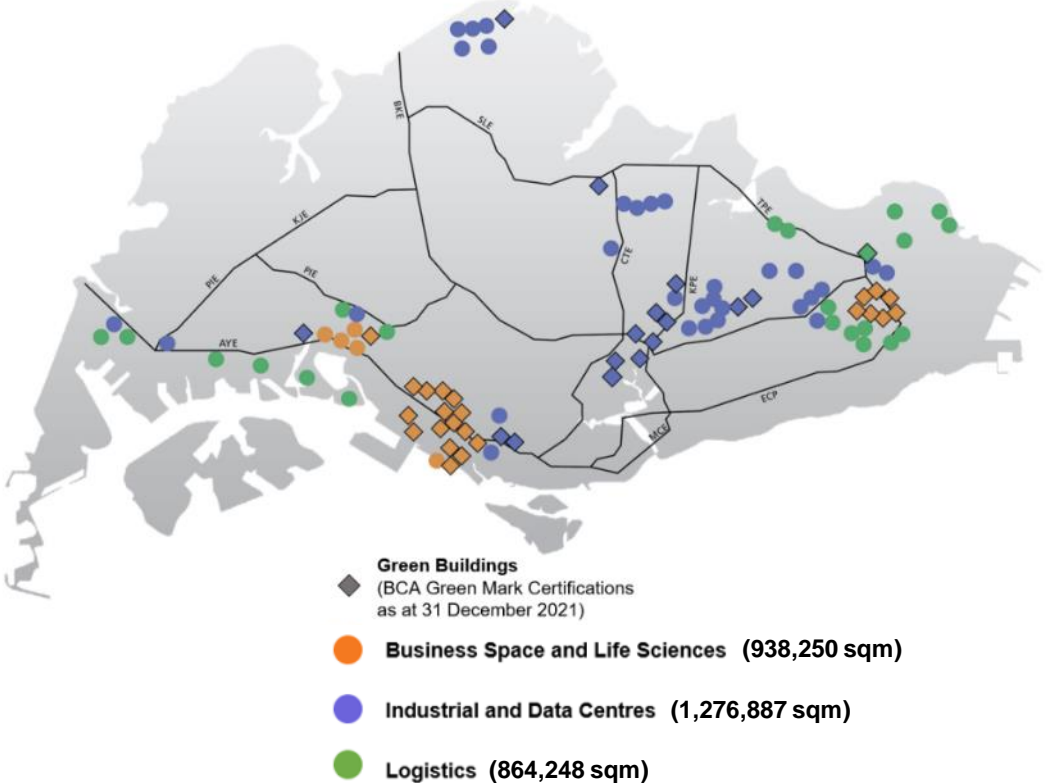 BKE
SLE
KJE
TPE
CTE
PIE
PIE
KPE
AYE
ECP
MCE
Green Buildings
(BCA Green Mark Certifications
as at 31 December 2021)
Business Space and Life Sciences (938,250 sqm)
Industrial and Data Centres (1,276,887 sqm)
Logistics (864,248 sqm)